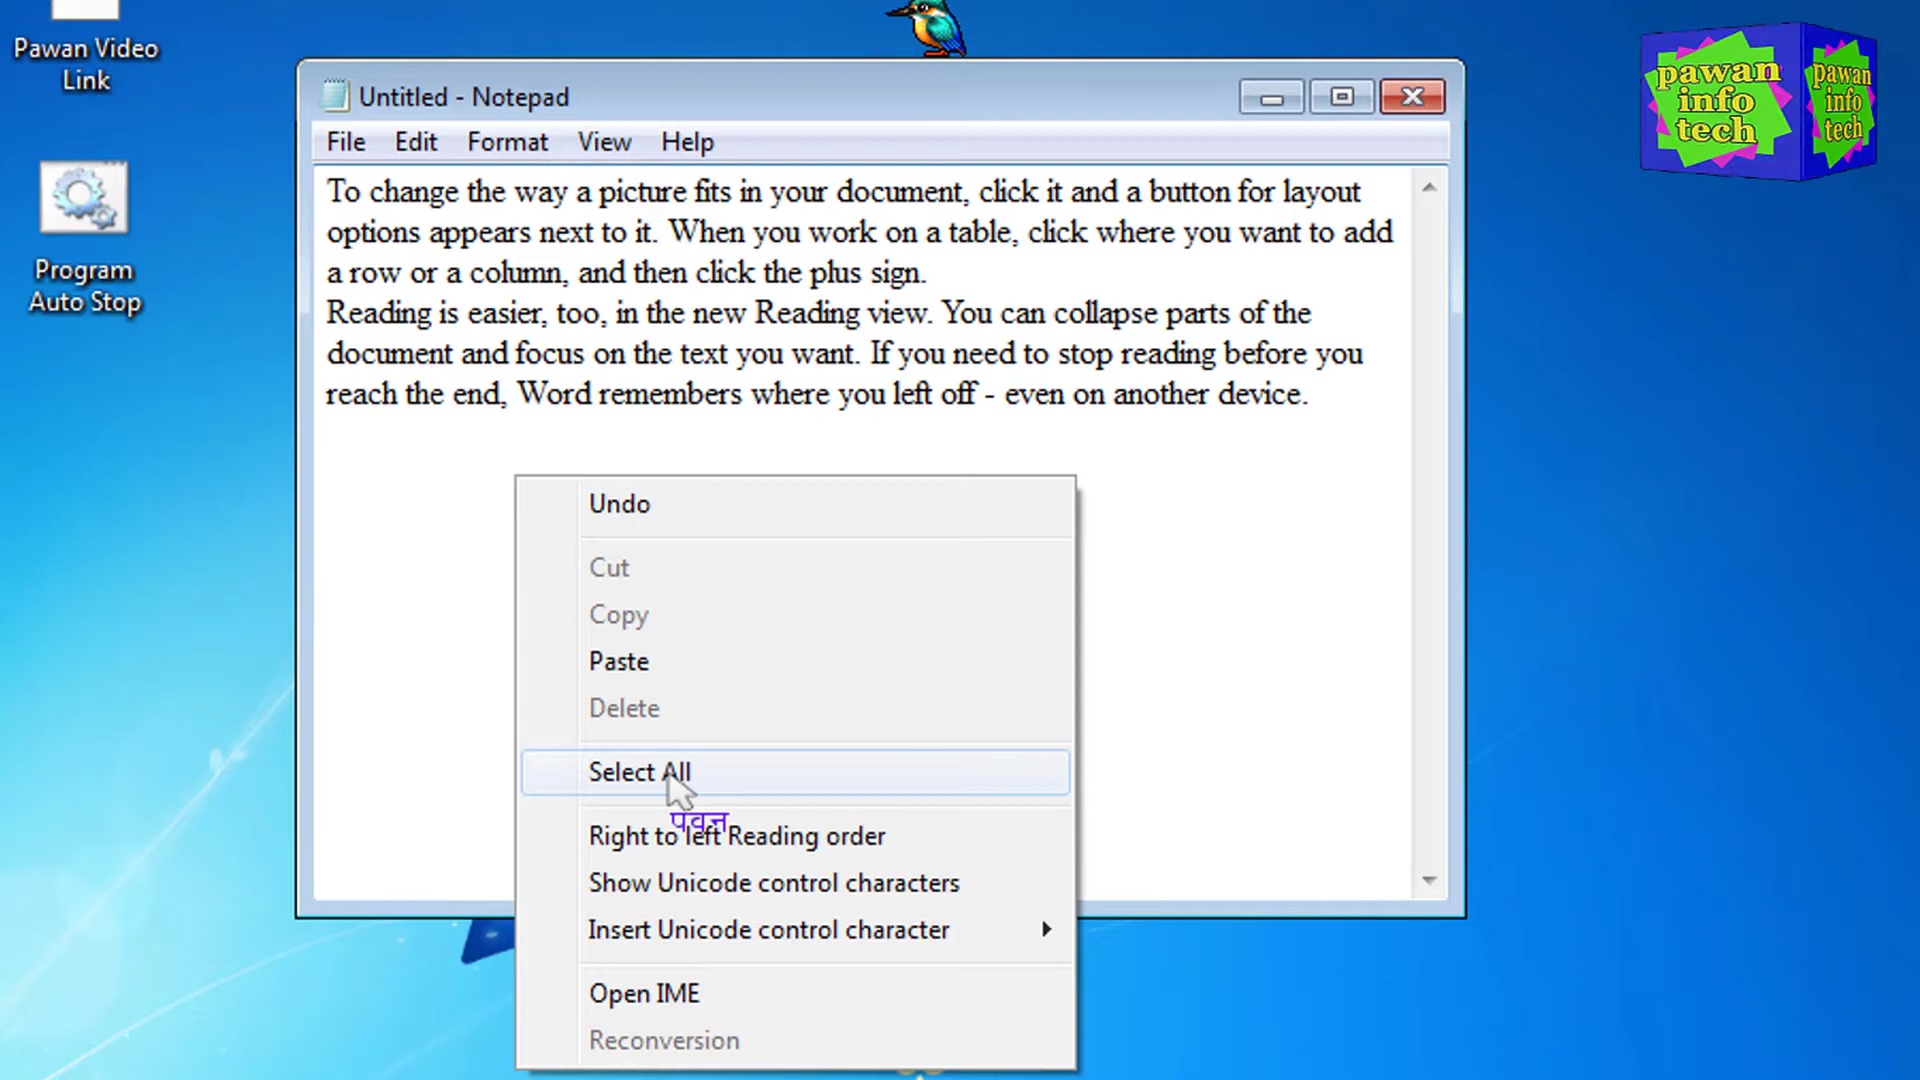 Pawan Video
Link
Program
Auto Stop
Untitled - Notepad
File Edit Format View Help
To change the way a picture fits in your document, click it and a button for layout
options appears next to it. When you work on a table, click where you want to add
a row or a column, and then click the plus sign.
Reading is easier, too, in the new Reading view. You can collapse parts of the
document and focus on the text you want. If you need to stop reading before you
reach the end, Word remembers where you left off - even on another device.
Undo
Cut
Copy
Paste
Delete
Select All
पवन
Right to left Reading order
Show Unicode control characters
Insert Unicode control character
Open IME
Reconversion
pawan
info
tech
pawan
info
tech